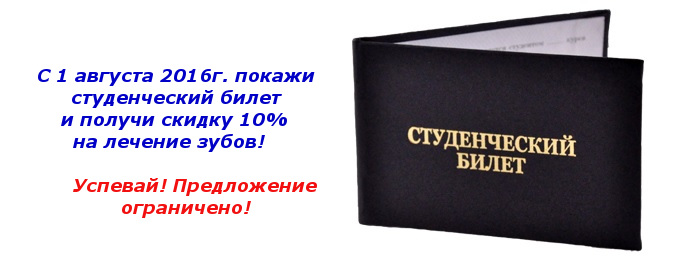 С 1 августа 2016г. покажи
студенческий билет
и получи скидку 10%
на лечение зубов!
Успевай! Предложение
ограничено!
СТУДЕНЧЕСКИЙ
БИЛЕТ